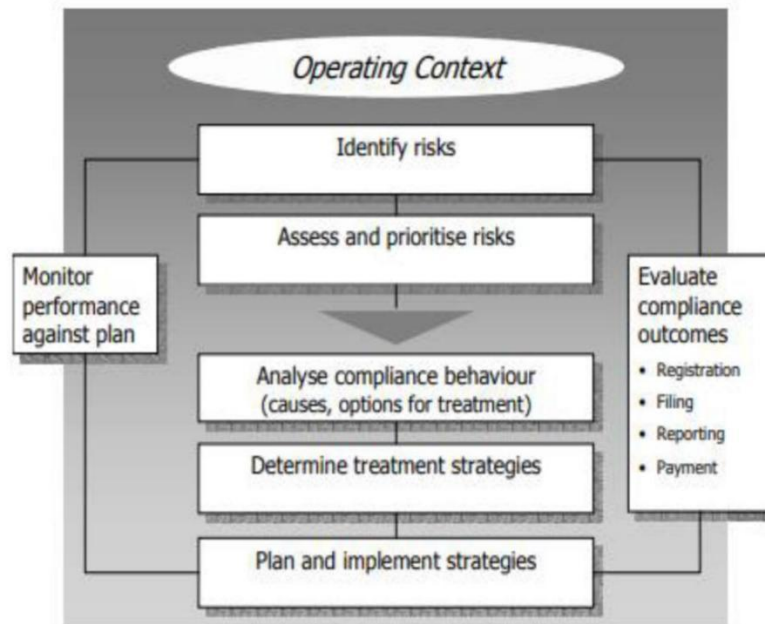 Operating Context
Identify risks
Assess and prioritise risks
Monitor
performance
against plan
Evaluate
compliance
outcomes
• Registration
• Filing
• Reporting
• Payment
Analyse compliance behaviour
(causes, options for treatment)
Determine treatment strategies
Plan and implement strategies